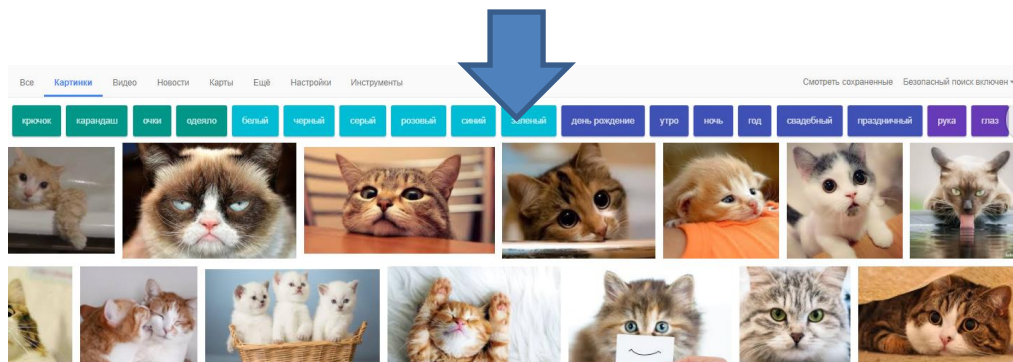 Все Картинки Видео Новости Карты Ещё Настройки Инструменты Смотреть сохраненные Безопасный поиск включен
крючок карандаш очки одеяло белый черный серый розовый синий зеленый день рождение утро ночь год свадебный праздничный рука глаз